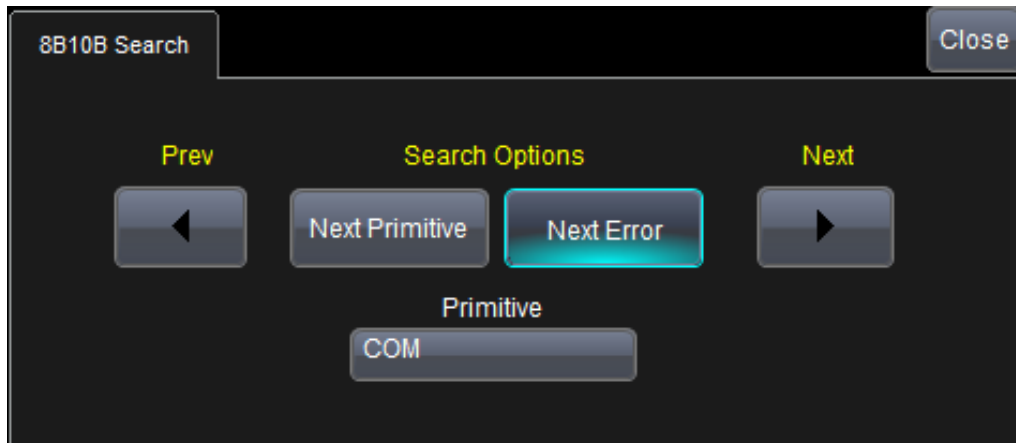 8B10B Search
Close
Prev
Search Options
Next
Next Primitive
Next Error
Primitive
COM